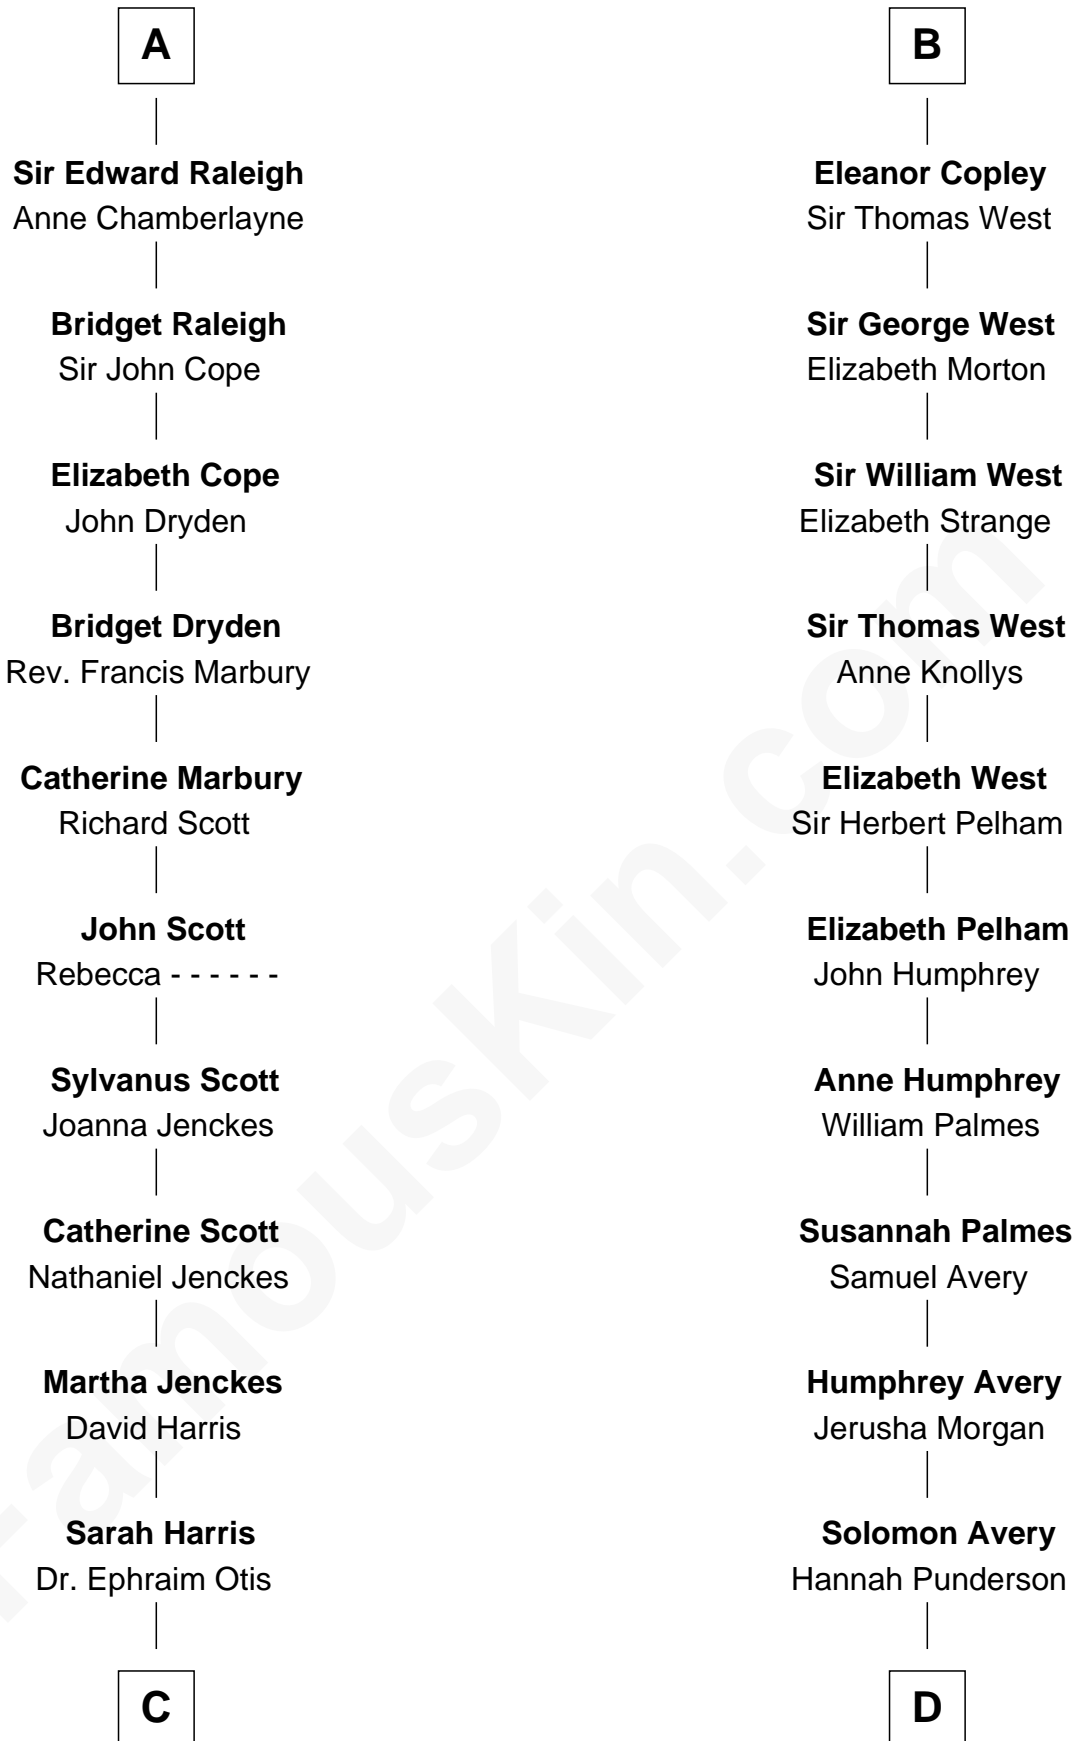 A
B
Sir Edward Raleigh
Anne Chamberlayne
Eleanor Copley
Sir Thomas West
Bridget Raleigh
Sir John Cope
Sir George West
Elizabeth Morton
Elizabeth Cope
John Dryden
Sir William West
Elizabeth Strange
Bridget Dryden
Rev. Francis Marbury
Sir Thomas West
Anne Knollys
Catherine Marbury
Richard Scott
Elizabeth West
Sir Herbert Pelham
John Scott
Rebecca - - - - - -
Elizabeth Pelham
John Humphrey
Sylvanus Scott
Joanna Jenckes
Anne Humphrey
William Palmes
Catherine Scott
Nathaniel Jenckes
Susannah Palmes
Samuel Avery
Martha Jenckes
David Harris
Humphrey Avery
Jerusha Morgan
Sarah Harris
Dr. Ephraim Otis
Solomon Avery
Hannah Punderson
C
D
FamousKin.com